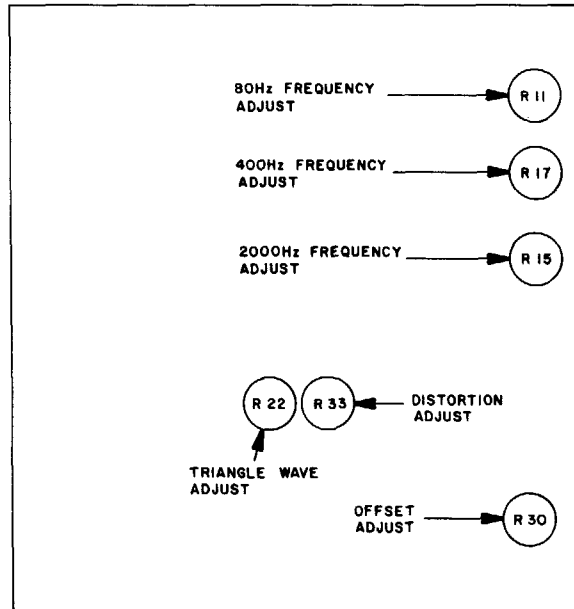 80Hz FREQUENCY
ADJUST
R 11
400Hz FREQUENCY
ADJUST
R 17
2000Hz FREQUENCY
ADJUST
R 15
R 22
R 33
DISTORTION
ADJUST
TRIANGLE WAVE
ADJUST
OFFSET
ADJUST
R 30